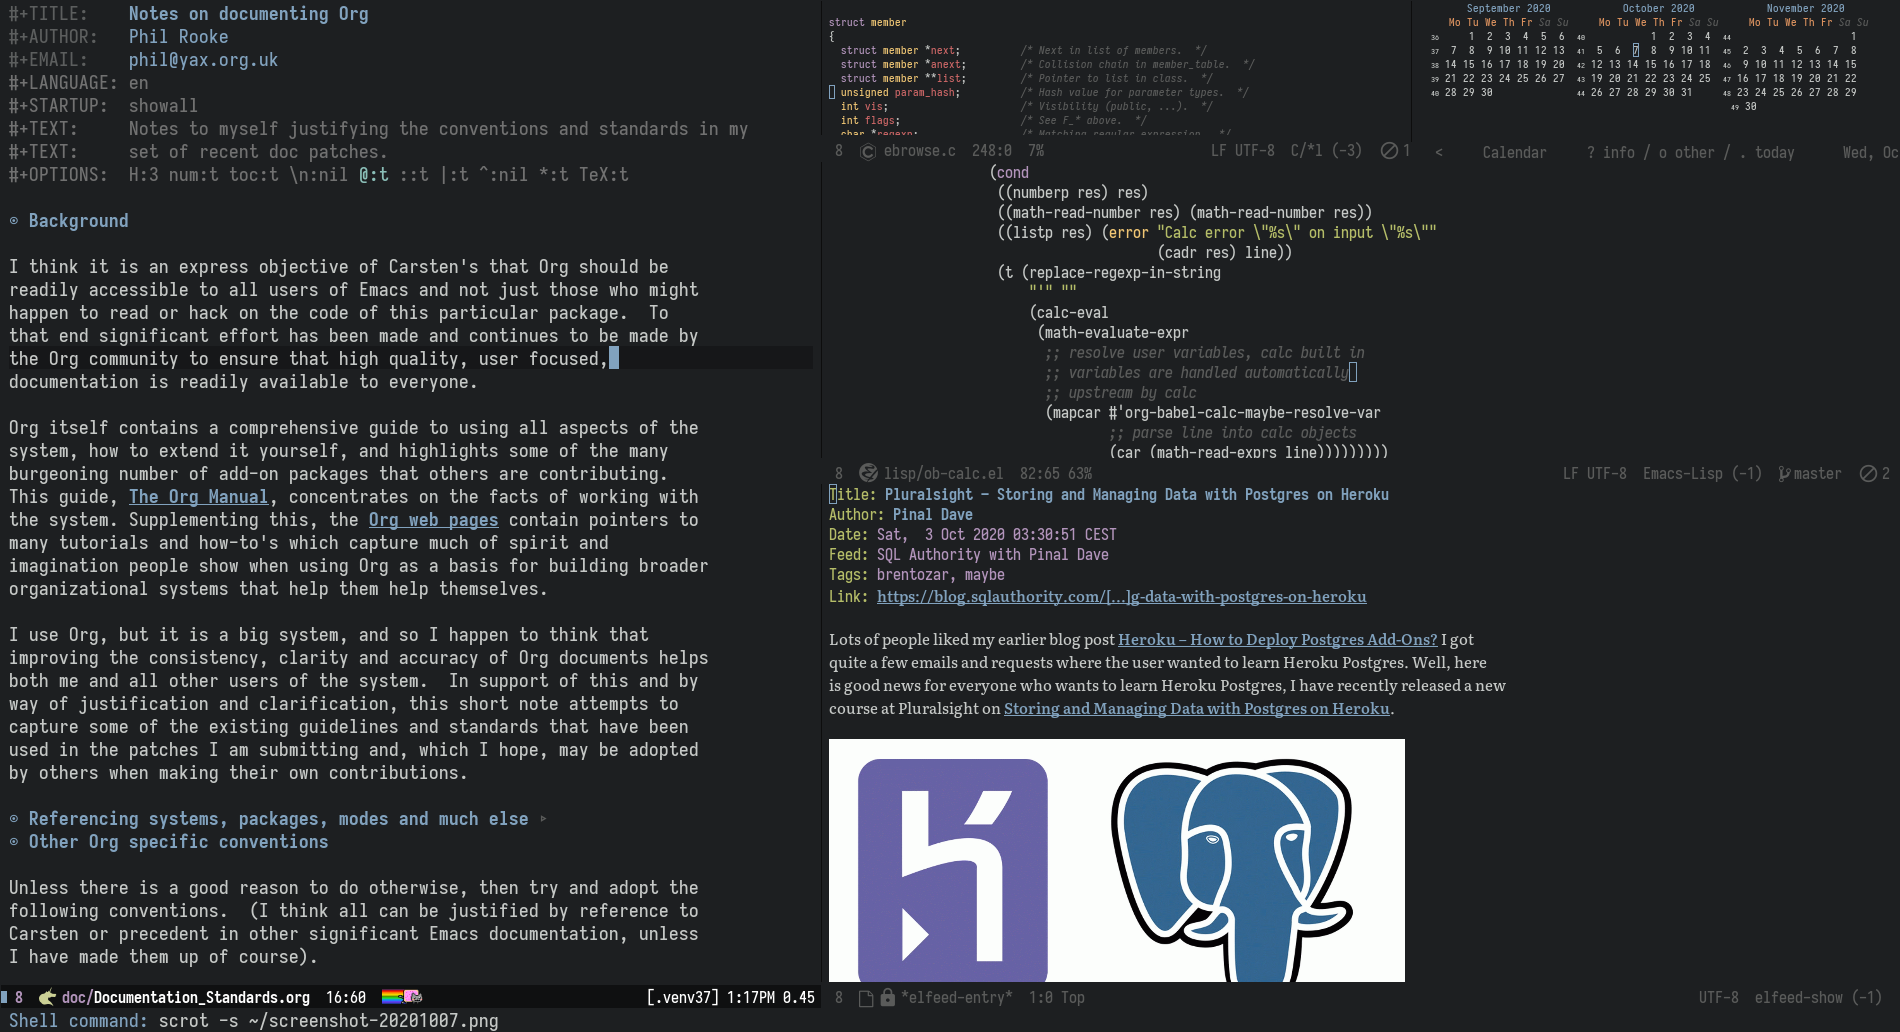 #+TITLE:    Notes on documenting Org
#+AUTHOR:   Phil Rooke
#+EMAIL:    phil@yax.org.uk
#+LANGUAGE: en
#+STARTUP:  showall
#+TEXT:     Notes to myself justifying the conventions and standards in my
#+TEXT:     set of recent doc patches.
#+OPTIONS:  H:3 num:t toc:t \n:nil @:t ::t |:t ^:nil *:t TeX:t
Background
I think it is an express objective of Carsten's that Org should be
readily accessible to all users of Emacs and not just those who might
happen to read or hack on the code of this particular package.  To
that end significant effort has been made and continues to be made by
the Org community to ensure that high quality, user focused,
documentation is readily available to everyone.
Org itself contains a comprehensive guide to using all aspects of the
system, how to extend it yourself, and highlights some of the many
burgeoning number of add-on packages that others are contributing.
This guide, The Org Manual, concentrates on the facts of working with
the system. Supplementing this, the Org web pages contain pointers to
many tutorials and how-to's which capture much of spirit and
imagination people show when using Org as a basis for building broader
organizational systems that help them help themselves.
I use Org, but it is a big system, and so I happen to think that
improving the consistency, clarity and accuracy of Org documents helps
both me and all other users of the system.  In support of this and by
way of justification and clarification, this short note attempts to
capture some of the existing guidelines and standards that have been
used in the patches I am submitting and, which I hope, may be adopted
by others when making their own contributions.
Referencing systems, packages, modes and much else
Other Org specific conventions
Unless there is a good reason to do otherwise, then try and adopt the
following conventions.  (I think all can be justified by reference to
Carsten or precedent in other significant Emacs documentation, unless
I have made them up of course).
8 doc/Documentation_Standards.org 16:60 [.venv37] 1:17PM 0.45
Shell command: scrot -s ~/screenshot-20201007.png
struct member
{
struct member *next; /* Next in list of members.  */
struct member *anext; /* Collision chain in member_table.  */
struct member **list; /* Pointer to list in class.  */
unsigned param_hash; /* Hash value for parameter types.  */
int vis; /* Visibility (public, ...).  */
int flags; /* See F_* above.  */
char *regexp; /* Matching regular expression.  */
8 ebrowse.c 248:0 7% LF UTF-8 C/*l (-3) 1
September 2020
Mo Tu We Th Fr Sa Su
36 1 2 3 4 5 6
37 7 8 9 10 11 12 13
38 14 15 16 17 18 19 20
39 21 22 23 24 25 26 27
40 28 29 30
October 2020
Mo Tu We Th Fr Sa Su
40 1 2 3 4
41 5 6 7 8 9 10 11
42 12 13 14 15 16 17 18
43 19 20 21 22 23 24 25
44 26 27 28 29 30 31
November 2020
Mo Tu We Th Fr Sa Su
44 1
45 2 3 4 5 6 7 8
46 9 10 11 12 13 14 15
47 16 17 18 19 20 21 22
48 23 24 25 26 27 28 29
49 30
< Calendar ? info / o other / . today Wed, Oc
(cond
((numberp res) res)
((math-read-number res) (math-read-number res))
((listp res) (error "Calc error \"%s\" on input \"%s\""
(cadr res) line))
(t (replace-regexp-in-string
"'" ""
(calc-eval
(math-evaluate-expr
;; resolve user variables, calc built in
;; variables are handled automatically
;; upstream by calc
(mapcar #'org-babel-calc-maybe-resolve-var
;; parse line into calc objects
(car (math-read-exprs line)))))))))
8 lisp/ob-calc.el 82:65 63% LF UTF-8 Emacs-Lisp (-1) master 2
Title: Pluralsight – Storing and Managing Data with Postgres on Heroku
Author: Pinal Dave
Date: Sat,  3 Oct 2020 03:30:51 CEST
Feed: SQL Authority with Pinal Dave
Tags: brentozar, maybe
Link: https://blog.sqlauthority.com/[...]g-data-with-postgres-on-heroku
Lots of people liked my earlier blog post Heroku – How to Deploy Postgres Add-Ons? I got
quite a few emails and requests where the user wanted to learn Heroku Postgres. Well, here
is good news for everyone who wants to learn Heroku Postgres, I have recently released a new
course at Pluralsight on Storing and Managing Data with Postgres on Heroku.
8 *elfeed-entry* 1:0 Top UTF-8 elfeed-show (-1)